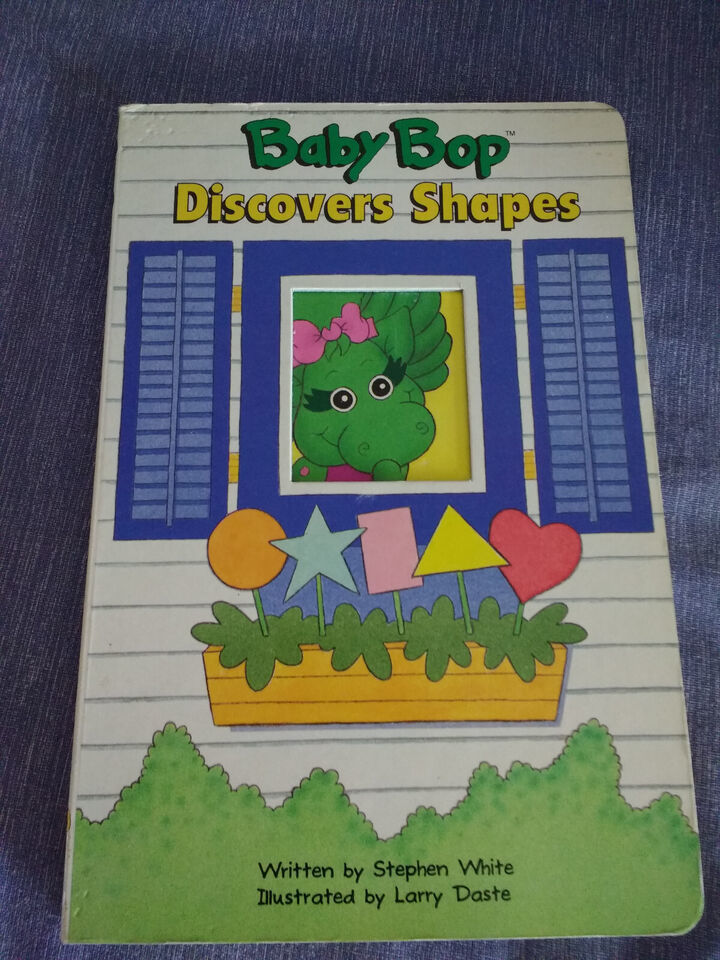 Baby Bop™
Discovers Shapes
Written by Stephen White
Illustrated by Larry Daste